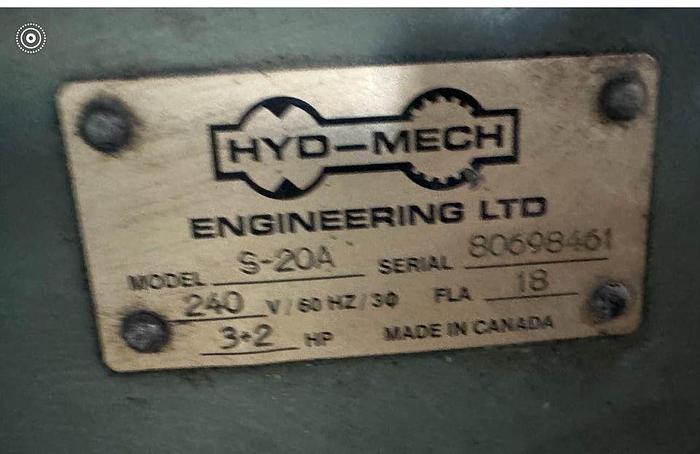 HYD-MECH
ENGINEERING LTD
MODEL S-20A SERIAL 80698461
240 V/60 HZ/3Φ FLA 18
3+2 HP MADE IN CANADA